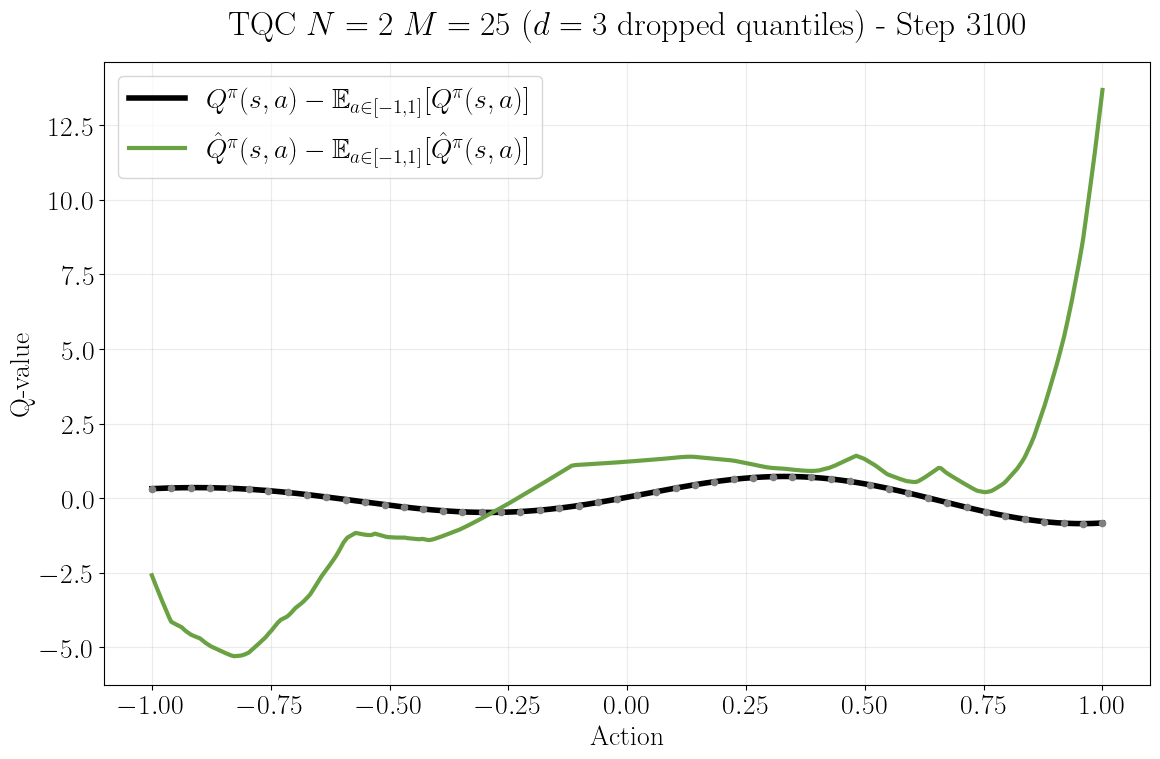 TQC N = 2 M = 25 (d = 3 dropped quantiles) - Step 3100
Q^π(s, a) − 𝔼_{a∈[−1,1]}[Q^π(s, a)]
Q̂^π(s, a) − 𝔼_{a∈[−1,1]}[Q̂^π(s, a)]
12.5
10.0
7.5
5.0
2.5
0.0
−2.5
−5.0
Q-value
−1.00 −0.75 −0.50 −0.25 0.00 0.25 0.50 0.75 1.00
Action